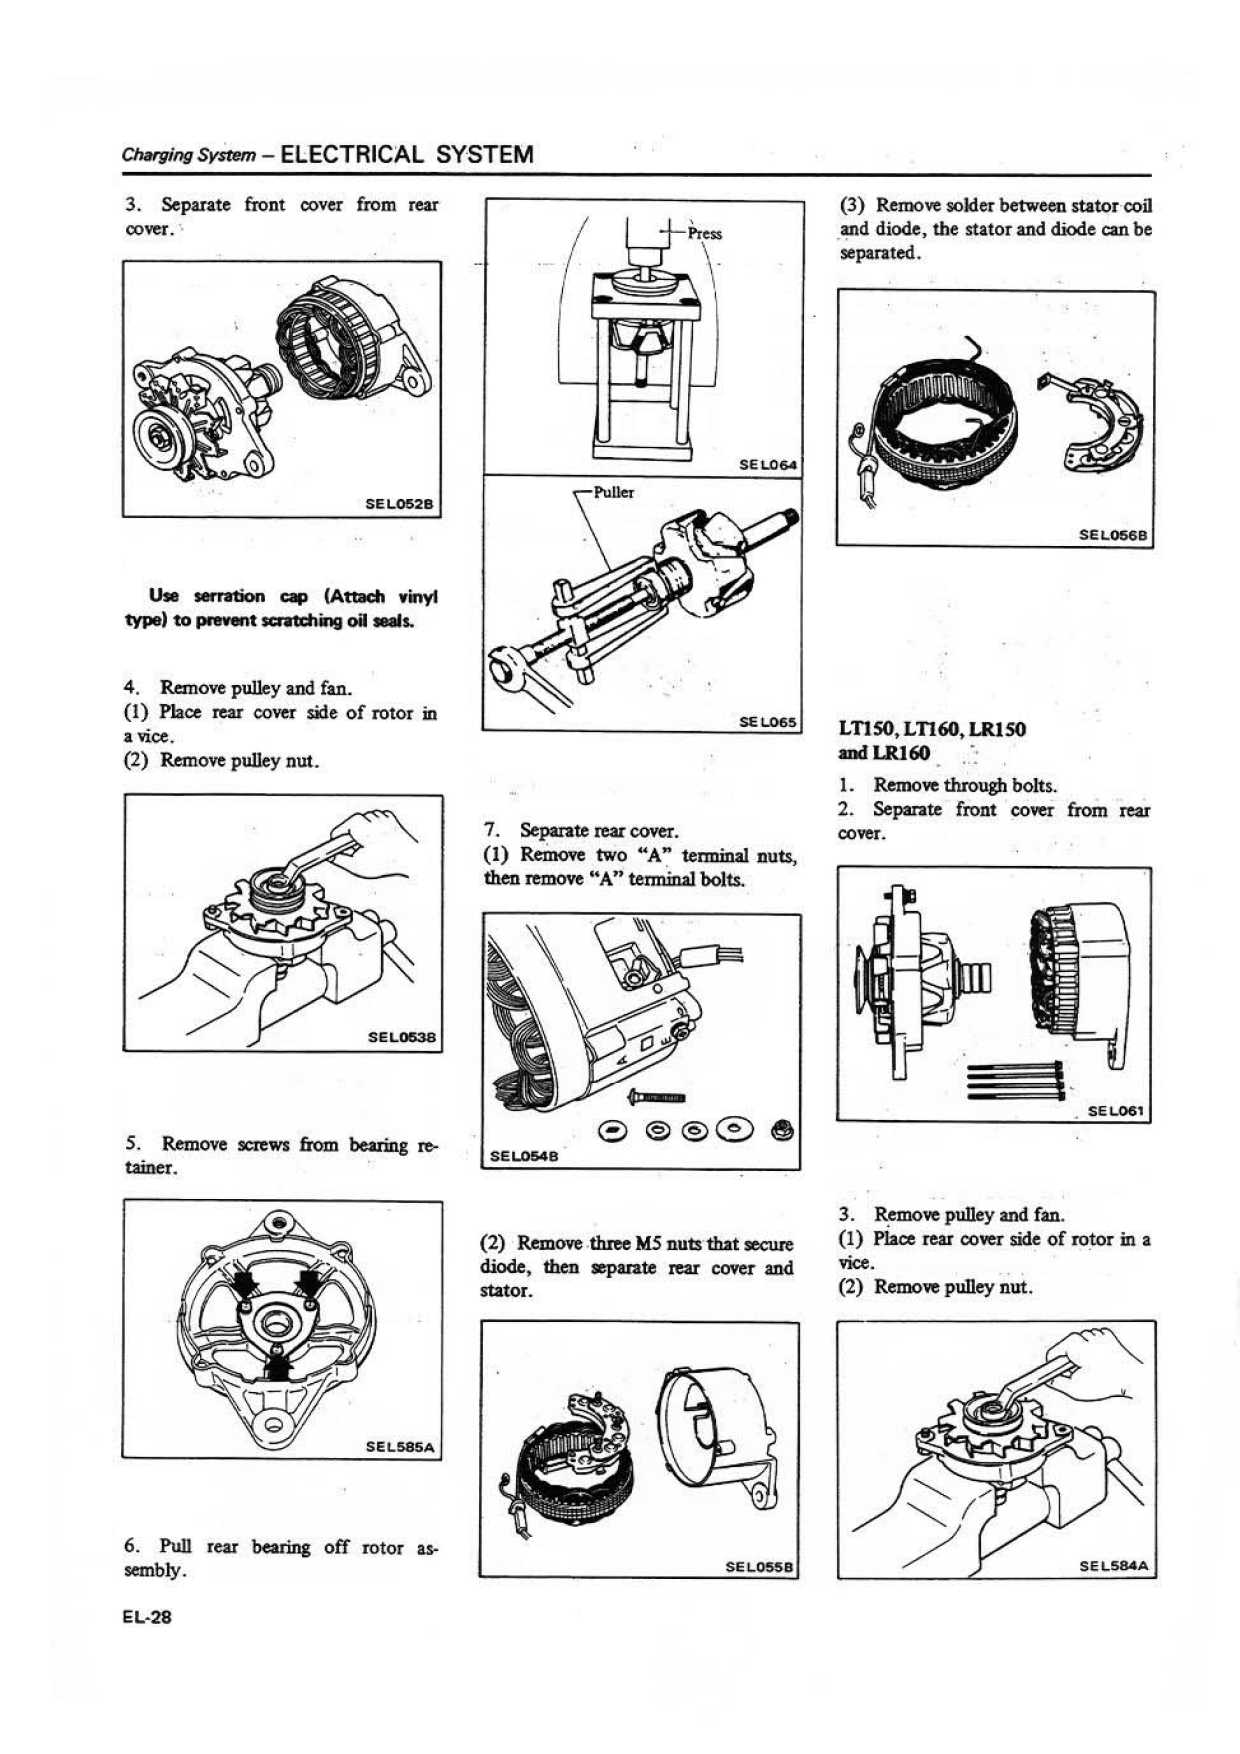 Charging System – ELECTRICAL SYSTEM
3. Separate front cover from rear
cover.
SEL052B
Use serration cap (Attach vinyl
type) to prevent scratching oil seals.
4. Remove pulley and fan.
(1) Place rear cover side of rotor in
a vice.
(2) Remove pulley nut.
SEL053B
5. Remove screws from bearing re-
tainer.
SEL585A
6. Pull rear bearing off rotor as-
sembly.
EL-28
Press
SEL064
Puller
SEL065
7. Separate rear cover.
(1) Remove two “A” terminal nuts,
then remove “A” terminal bolts.
A
E
SEL054B
(2) Remove three M5 nuts that secure
diode, then separate rear cover and
stator.
SEL055B
(3) Remove solder between stator coil
and diode, the stator and diode can be
separated.
SEL056B
LT150, LT160, LR150
and LR160
1. Remove through bolts.
2. Separate front cover from rear
cover.
SEL061
3. Remove pulley and fan.
(1) Place rear cover side of rotor in a
vice.
(2) Remove pulley nut.
SEL584A